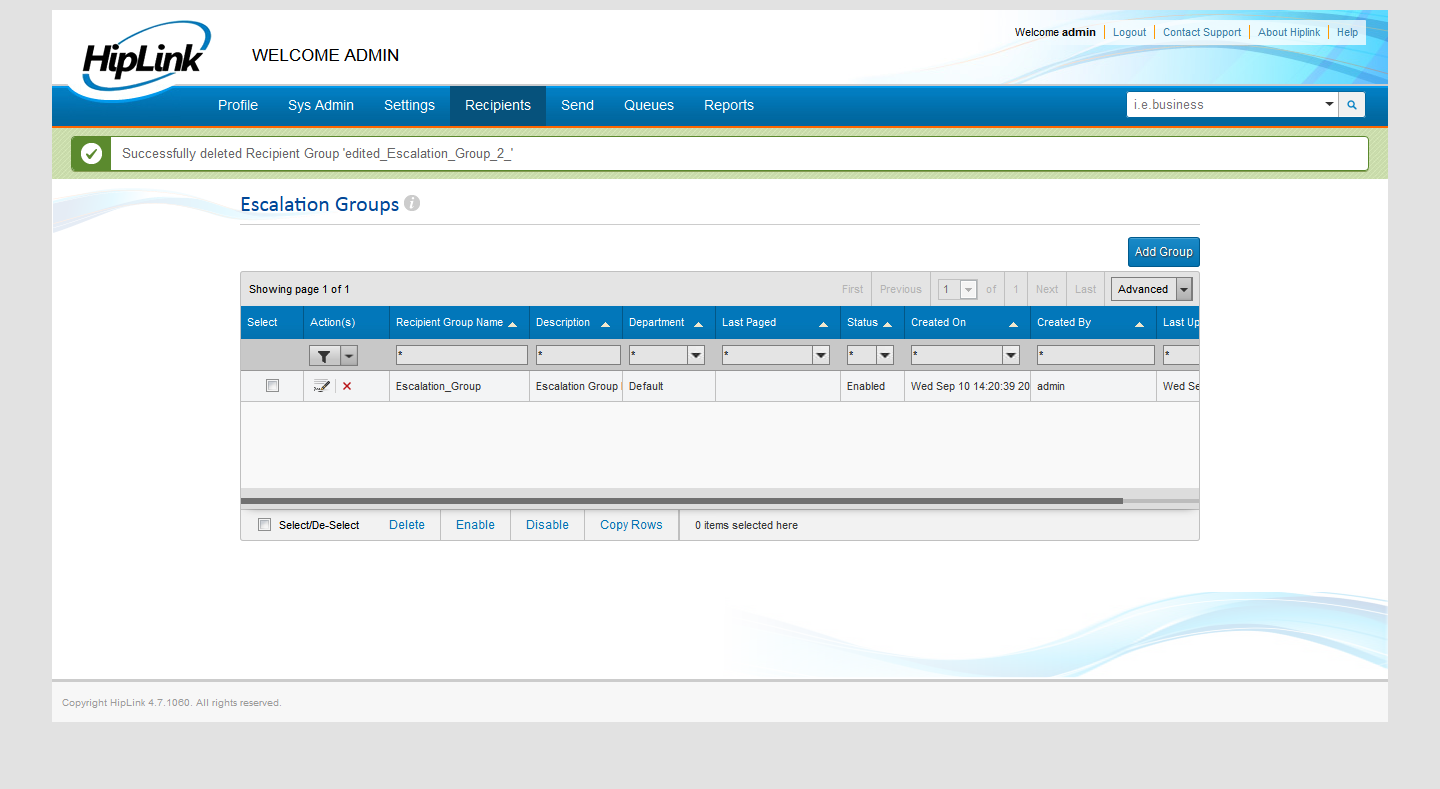 HipLink
WELCOME ADMIN
Welcome admin Logout Contact Support About Hiplink Help
Profile Sys Admin Settings Recipients Send Queues Reports i.e.business
Successfully deleted Recipient Group 'edited_Escalation_Group_2_'
Escalation Groups i
Add Group
Showing page 1 of 1 First Previous 1 of 1 Next Last Advanced
Select Action(s) Recipient Group Name Description Department Last Paged Status Created On Created By Last Up
* * * * * * * *
Escalation_Group Escalation Group Default Enabled Wed Sep 10 14:20:39 20 admin Wed Se
Select/De-Select Delete Enable Disable Copy Rows 0 items selected here
Copyright HipLink 4.7.1060. All rights reserved.